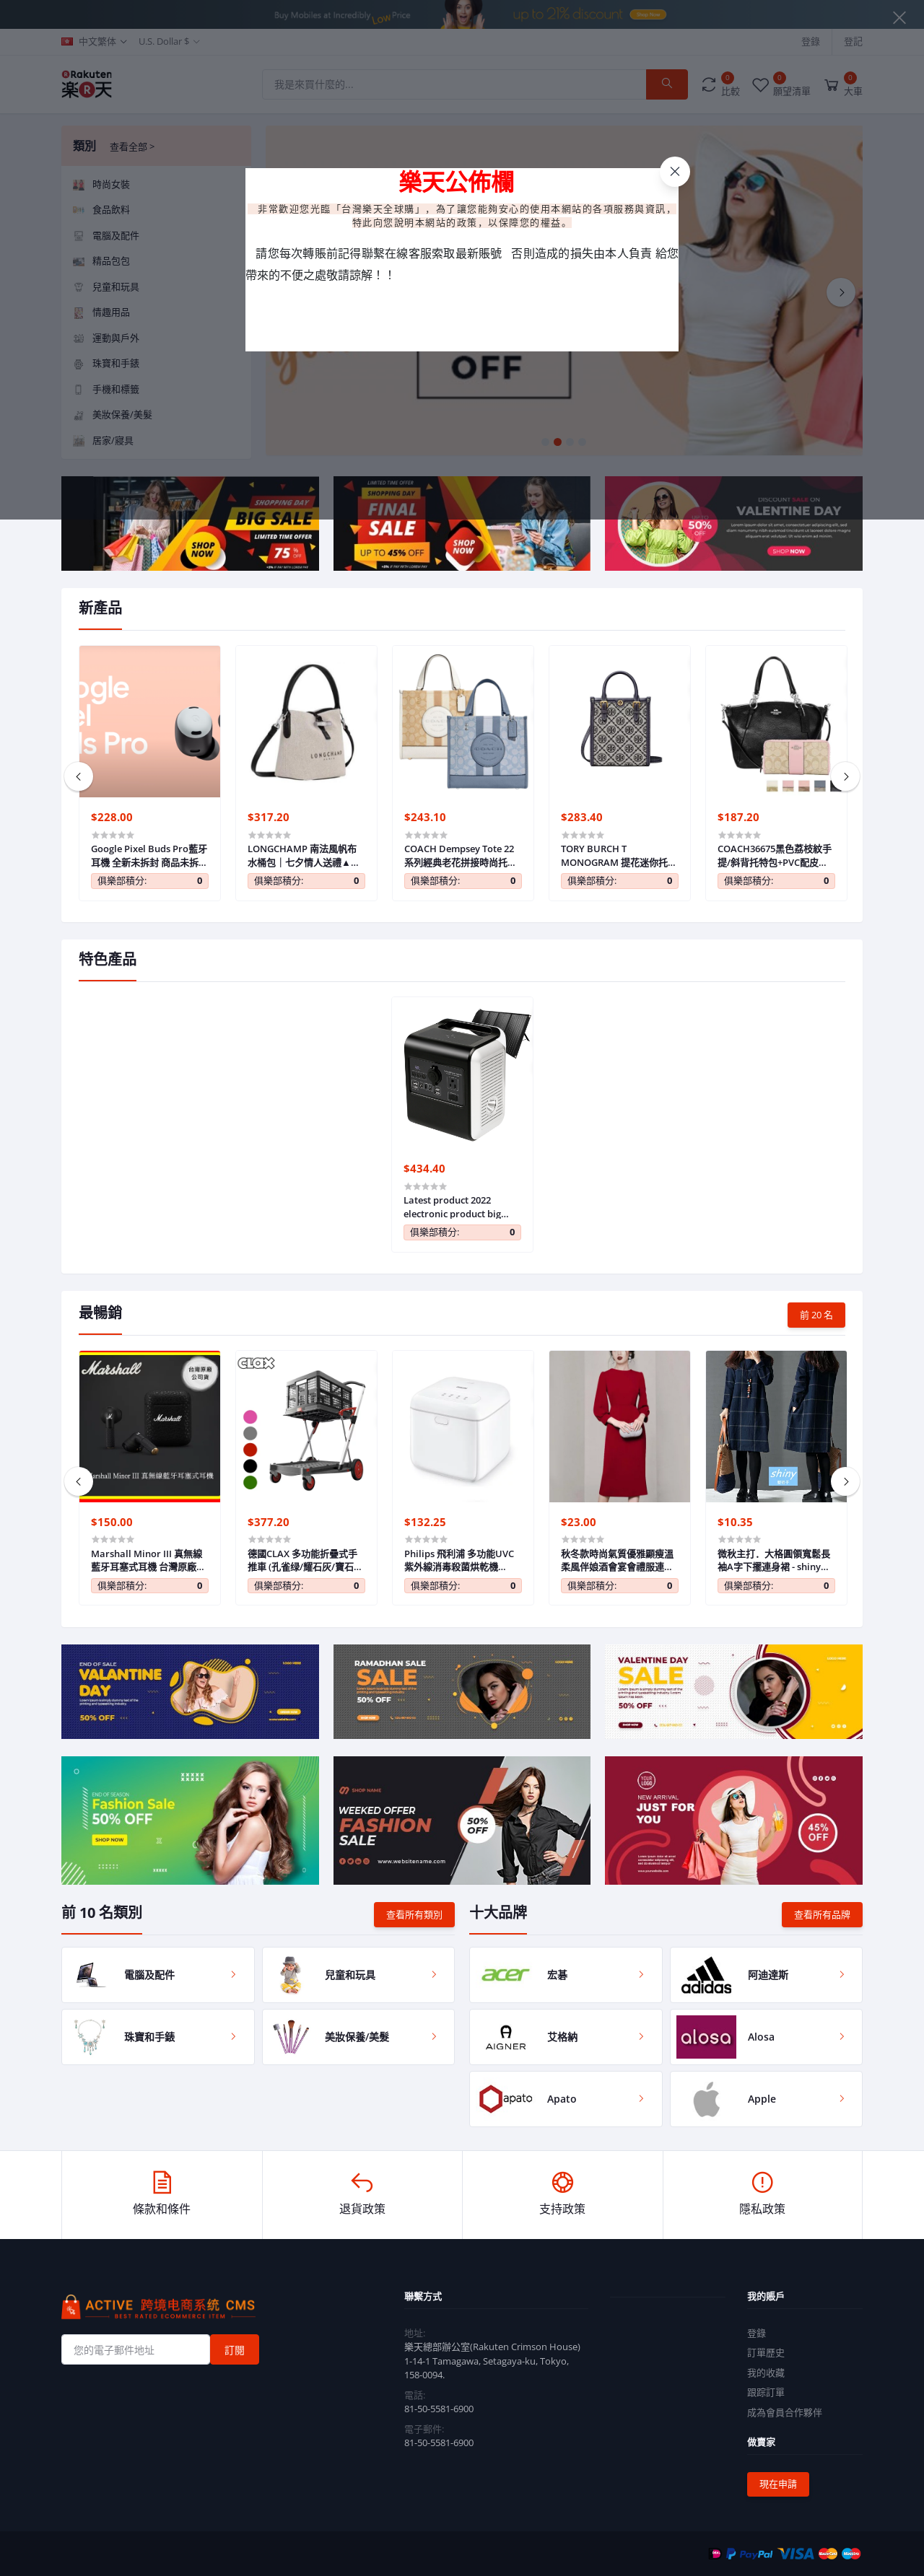 Buy Mobiles at Incredibly Low Price
up to 21% discount
中文繁体
U.S. Dollar $
登錄
登記
Rakuten
楽天
我是來買什麼的...
0
比較
0
願望清單
0
大車
類別
查看全部 >
時尚女裝
食品飲料
電腦及配件
精品包包
兒童和玩具
情趣用品
運動與戶外
珠寶和手錶
手機和標籤
美妝保養/美髮
居家/寢具
樂天公佈欄
非常歡迎您光臨「台灣樂天全球購」，為了讓您能夠安心的使用本網站的各項服務與資訊，
特此向您說明本網站的政策，以保障您的權益。
請您每次轉賬前記得聯繫在線客服索取最新賬號 否則造成的損失由本人負責 給您
帶來的不便之處敬請諒解！！
OFF
SHOPPING DAY
BIG SALE
LIMITED TIME OFFER
SHOP NOW
75 %
LIMITED TIME OFFER
SHOPPING DAY
FINAL SALE
UP TO 45% OFF
SHOP NOW
DISCOUNT SALE ON
VALENTINE DAY
50% OFF
SHOP NOW
新產品
Google Pixel Buds Pro
LONGCHAMP
$228.00
Google Pixel Buds Pro藍牙
耳機 全新未拆封 商品未拆...
俱樂部積分: 0
$317.20
LONGCHAMP 南法風帆布
水桶包｜七夕情人送禮▲...
俱樂部積分: 0
$243.10
COACH Dempsey Tote 22
系列經典老花拼接時尚托...
俱樂部積分: 0
$283.40
TORY BURCH T
MONOGRAM 提花迷你托...
俱樂部積分: 0
$187.20
COACH36675黑色荔枝紋手
提/斜背托特包+PVC配皮...
俱樂部積分: 0
特色產品
$434.40
Latest product 2022
electronic product big...
俱樂部積分: 0
最暢銷
前 20 名
Marshall
台灣原廠
公司貨
Marshall Minor III 真無線藍牙耳塞式耳機
CLAX
shiny
$150.00
Marshall Minor III 真無線
藍牙耳塞式耳機 台灣原廠...
俱樂部積分: 0
$377.20
德國CLAX 多功能折疊式手
推車 (孔雀绿/耀石灰/寶石...
俱樂部積分: 0
$132.25
Philips 飛利浦 多功能UVC
紫外線消毒殺菌烘乾機...
俱樂部積分: 0
$23.00
秋冬款時尚氣質優雅顯瘦溫
柔風伴娘酒會宴會禮服連...
俱樂部積分: 0
$10.35
微秋主打．大格圖領寬鬆長
袖A字下擺連身裙 - shiny...
俱樂部積分: 0
END OF SALE
VALANTINE DAY
50% OFF
RAMADHAN SALE
SALE
50% OFF
VALENTINE DAY
SALE
50% OFF
END OF SEASON
Fashion Sale
50% OFF
SHOP NOW
SHOP NAME
WEEKED OFFER
FASHION
SALE
50% OFF
www.websitename.com
YOUR LOGO
NEW ARRIVAL
JUST FOR YOU
45% OFF
前 10 名類別
查看所有類別
十大品牌
查看所有品牌
電腦及配件
兒童和玩具
acer
宏碁
adidas
阿迪達斯
珠寶和手錶
美妝保養/美髮
AIGNER
艾格納
alosa
Alosa
apato
Apato
Apple
條款和條件
退貨政策
支持政策
隱私政策
ACTIVE 跨境电商系统 CMS
BEST RATED ECOMMERCE ITEM
您的電子郵件地址
訂閱
聯繫方式
地址:
樂天總部辦公室(Rakuten Crimson House)
1-14-1 Tamagawa, Setagaya-ku, Tokyo,
158-0094.
電話:
81-50-5581-6900
電子郵件:
81-50-5581-6900
我的賬戶
登錄
訂單歷史
我的收藏
跟踪訂單
成為會員合作夥伴
做賣家
現在申請
PayPal VISA